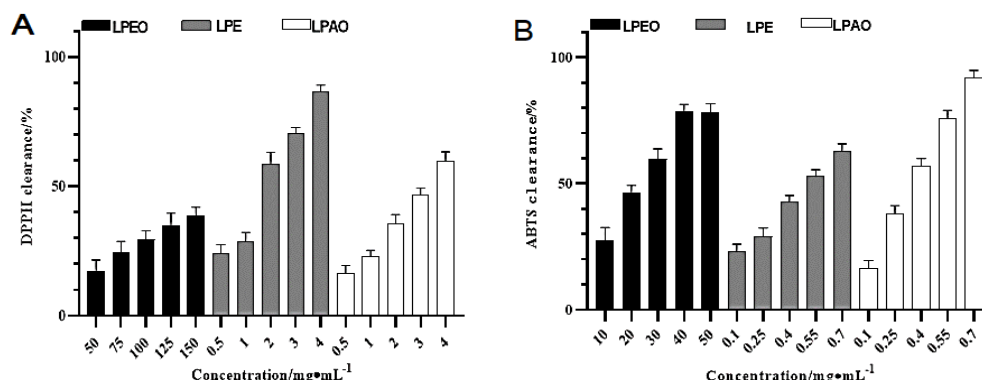 A
LPEO LPE LPAO
DPPH clearance/%
100
50
0
50 75 100 125 150 0.5 1 2 3 4 0.5 1 2 3 4
Concentration/mg•mL-1
B
LPEO LPE LPAO
ABTS clearance/%
100
50
0
10 20 30 40 50 0.1 0.25 0.4 0.55 0.7 0.1 0.25 0.4 0.55 0.7
Concentration/mg•mL-1